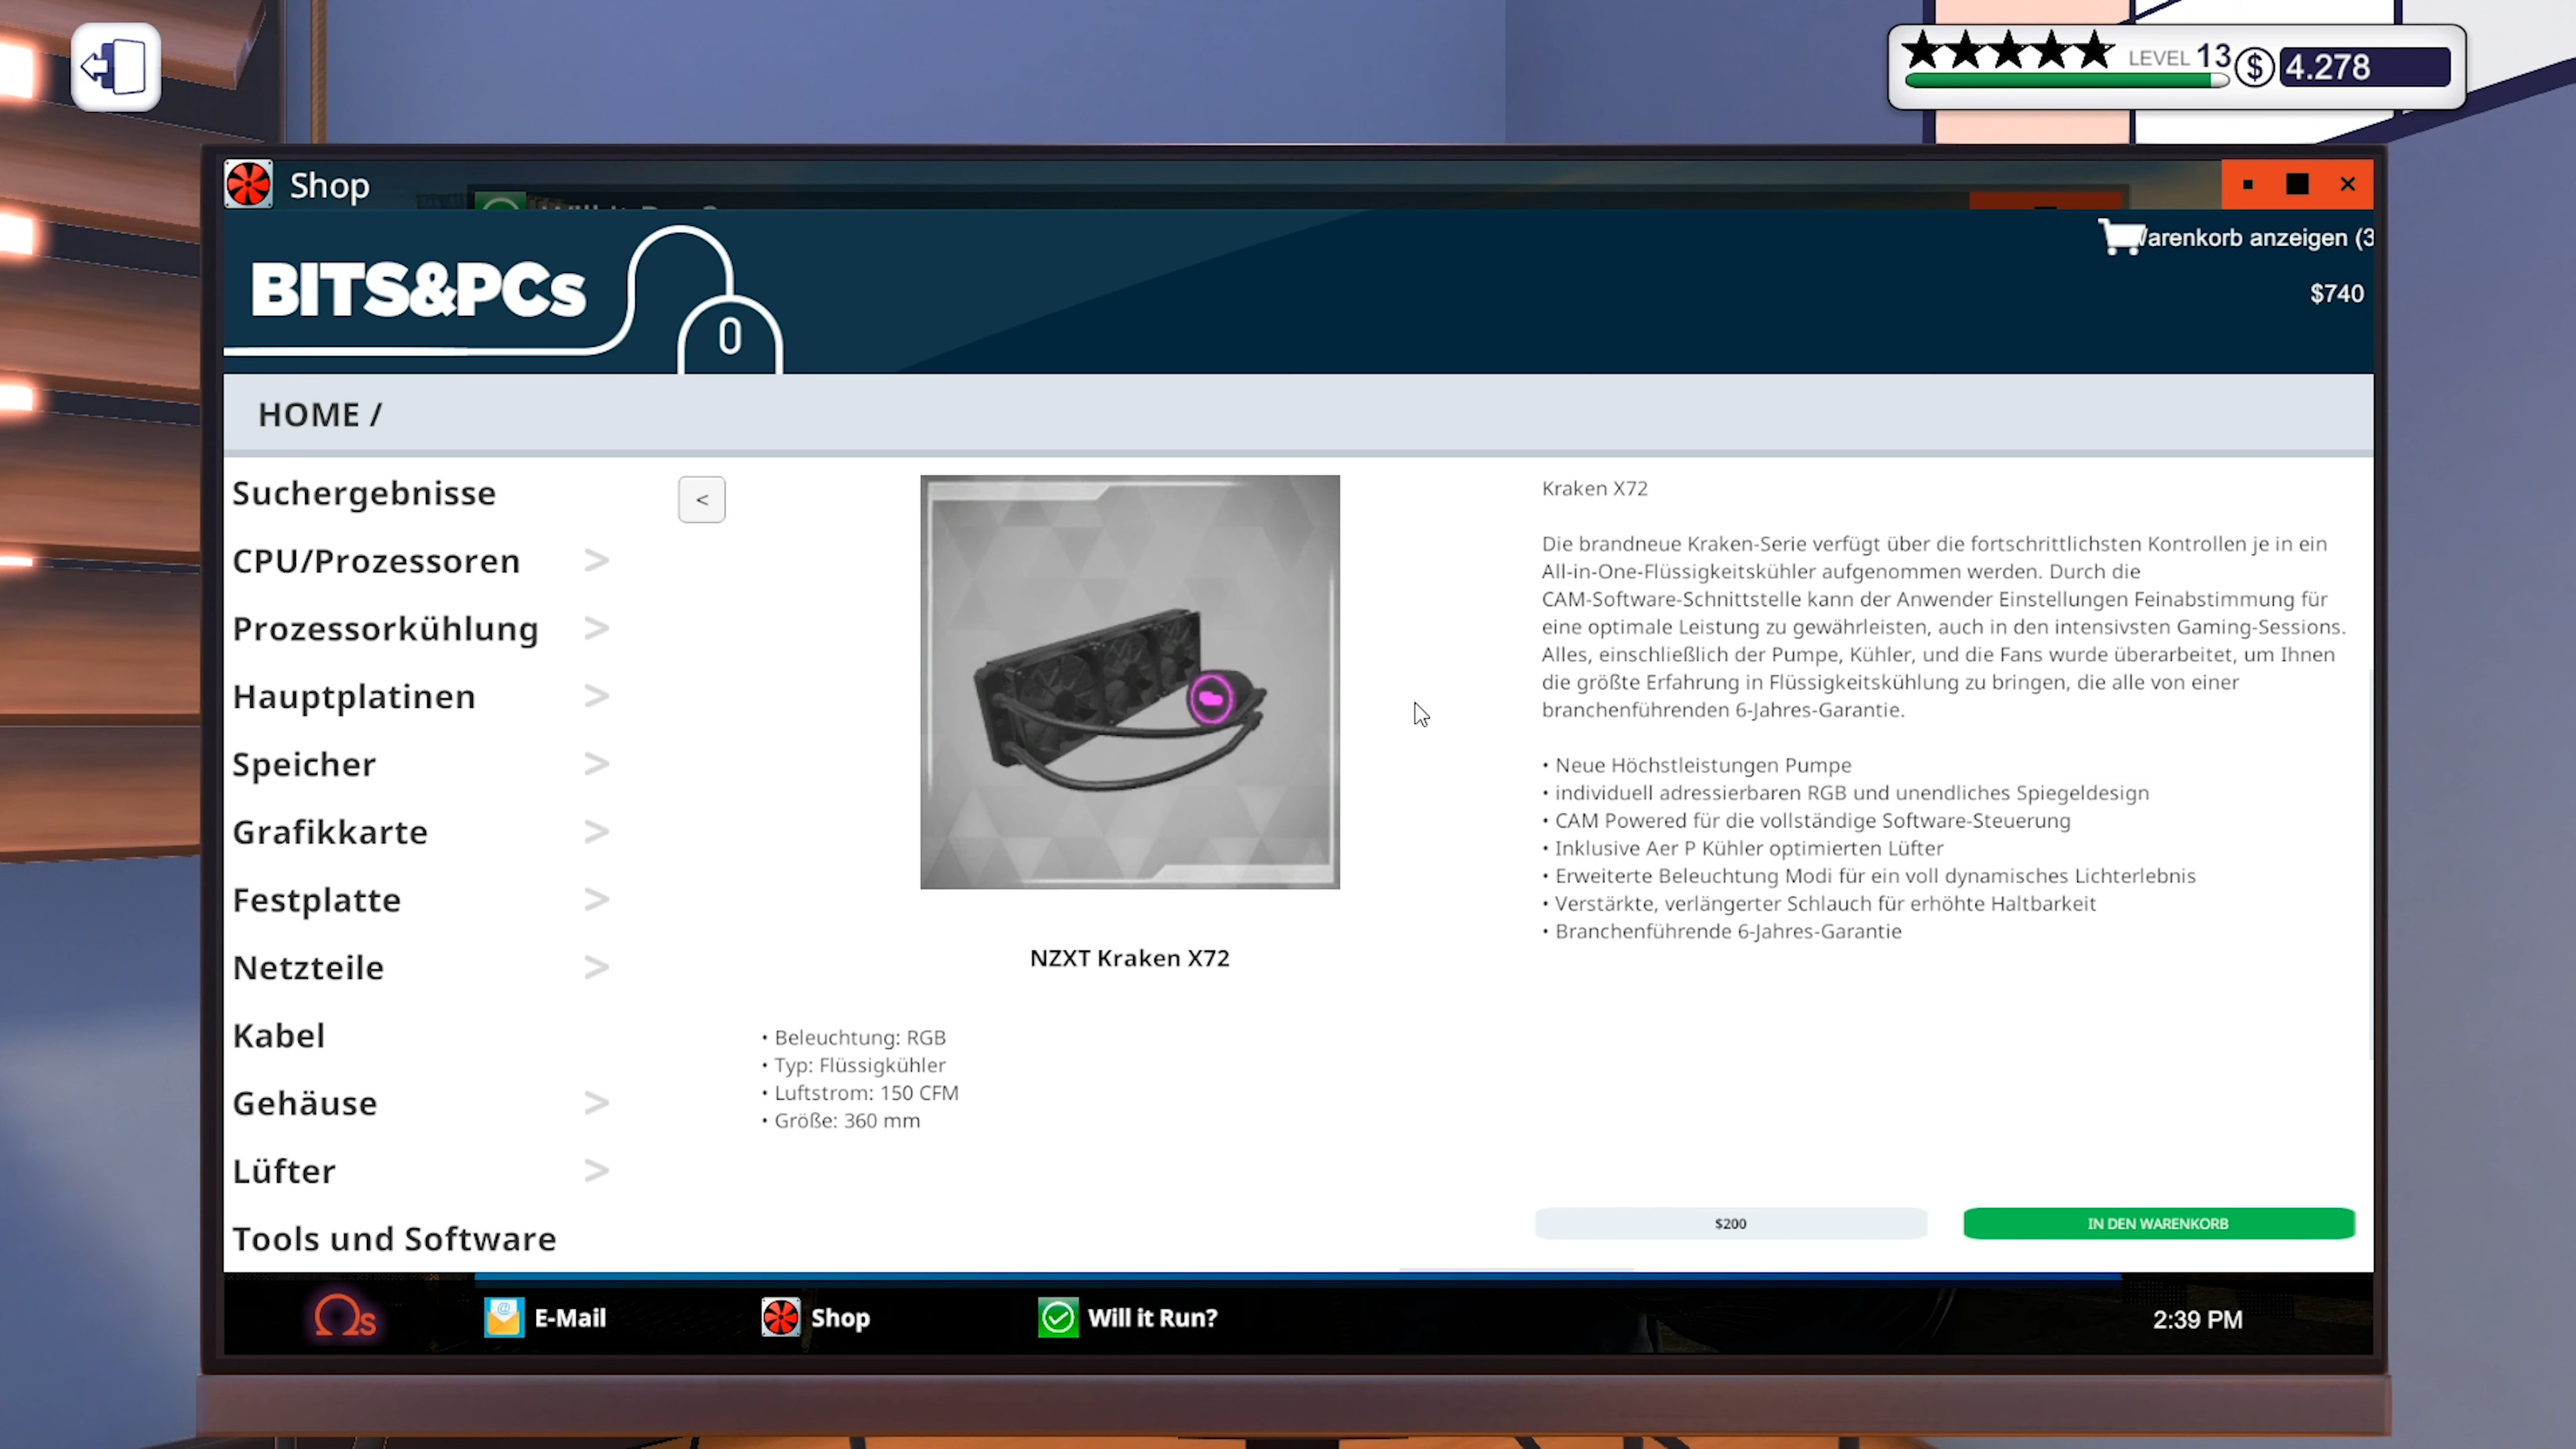 LEVEL 13
$ 4.278
Shop
BITS&PCs
arenkorb anzeigen (3
$740
HOME /
Suchergebnisse
CPU/Prozessoren >
Prozessorkühlung >
Hauptplatinen >
Speicher >
Grafikkarte >
Festplatte >
Netzteile >
Kabel
Gehäuse >
Lüfter >
Tools und Software
<
NZXT Kraken X72
• Beleuchtung: RGB
• Typ: Flüssigkühler
• Luftstrom: 150 CFM
• Größe: 360 mm
Kraken X72
Die brandneue Kraken-Serie verfügt über die fortschrittlichsten Kontrollen je in ein
All-in-One-Flüssigkeitskühler aufgenommen werden. Durch die
CAM-Software-Schnittstelle kann der Anwender Einstellungen Feinabstimmung für
eine optimale Leistung zu gewährleisten, auch in den intensivsten Gaming-Sessions.
Alles, einschließlich der Pumpe, Kühler, und die Fans wurde überarbeitet, um Ihnen
die größte Erfahrung in Flüssigkeitskühlung zu bringen, die alle von einer
branchenführenden 6-Jahres-Garantie.
• Neue Höchstleistungen Pumpe
• individuell adressierbaren RGB und unendliches Spiegeldesign
• CAM Powered für die vollständige Software-Steuerung
• Inklusive Aer P Kühler optimierten Lüfter
• Erweiterte Beleuchtung Modi für ein voll dynamisches Lichterlebnis
• Verstärkte, verlängerter Schlauch für erhöhte Haltbarkeit
• Branchenführende 6-Jahres-Garantie
$200
IN DEN WARENKORB
Ωs
E-Mail
Shop
Will it Run?
2:39 PM